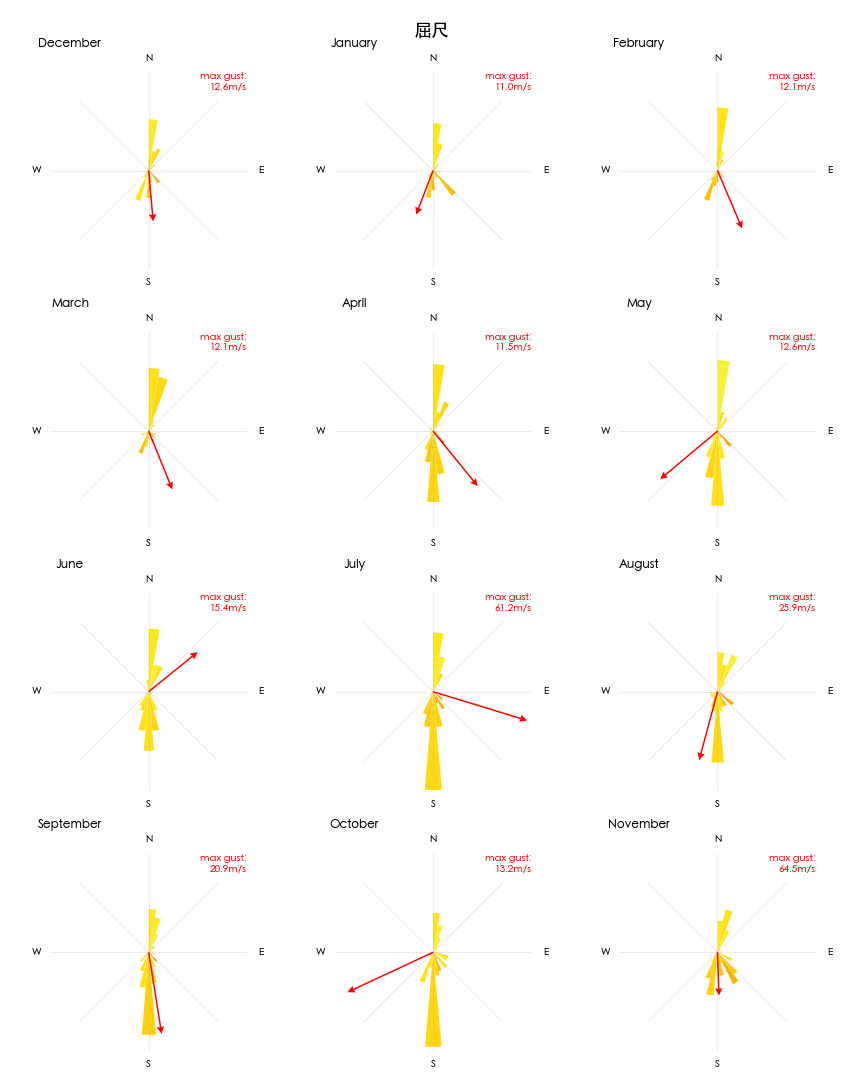 屈尺
December
N
max gust:
12.6m/s
W
E
S
January
N
max gust:
11.0m/s
W
E
S
February
N
max gust:
12.1m/s
W
E
S
March
N
max gust:
12.1m/s
W
E
S
April
N
max gust:
11.5m/s
W
E
S
May
N
max gust:
12.6m/s
W
E
S
June
N
max gust:
15.4m/s
W
E
S
July
N
max gust:
61.2m/s
W
E
S
August
N
max gust:
25.9m/s
W
E
S
September
N
max gust:
20.9m/s
W
E
S
October
N
max gust:
13.2m/s
W
E
S
November
N
max gust:
64.5m/s
W
E
S